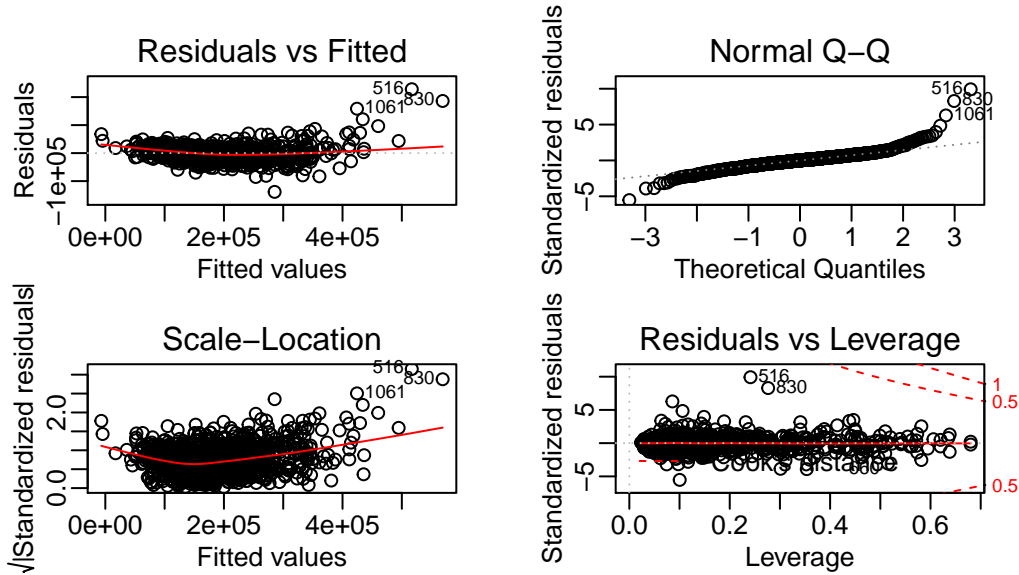 Residuals vs Fitted
Residuals
−1e+05
516
830
1061
0e+00 2e+05 4e+05
Fitted values
Normal Q−Q
Standardized residuals
−5 5
516
830
1061
−3 −1 0 1 2 3
Theoretical Quantiles
Scale−Location
√|Standardized residuals|
0.0 2.0
516
830
1061
0e+00 2e+05 4e+05
Fitted values
Residuals vs Leverage
Standardized residuals
−5 5
516
830
1
0.5
0.5
Cook's distance
0.0 0.2 0.4 0.6
Leverage